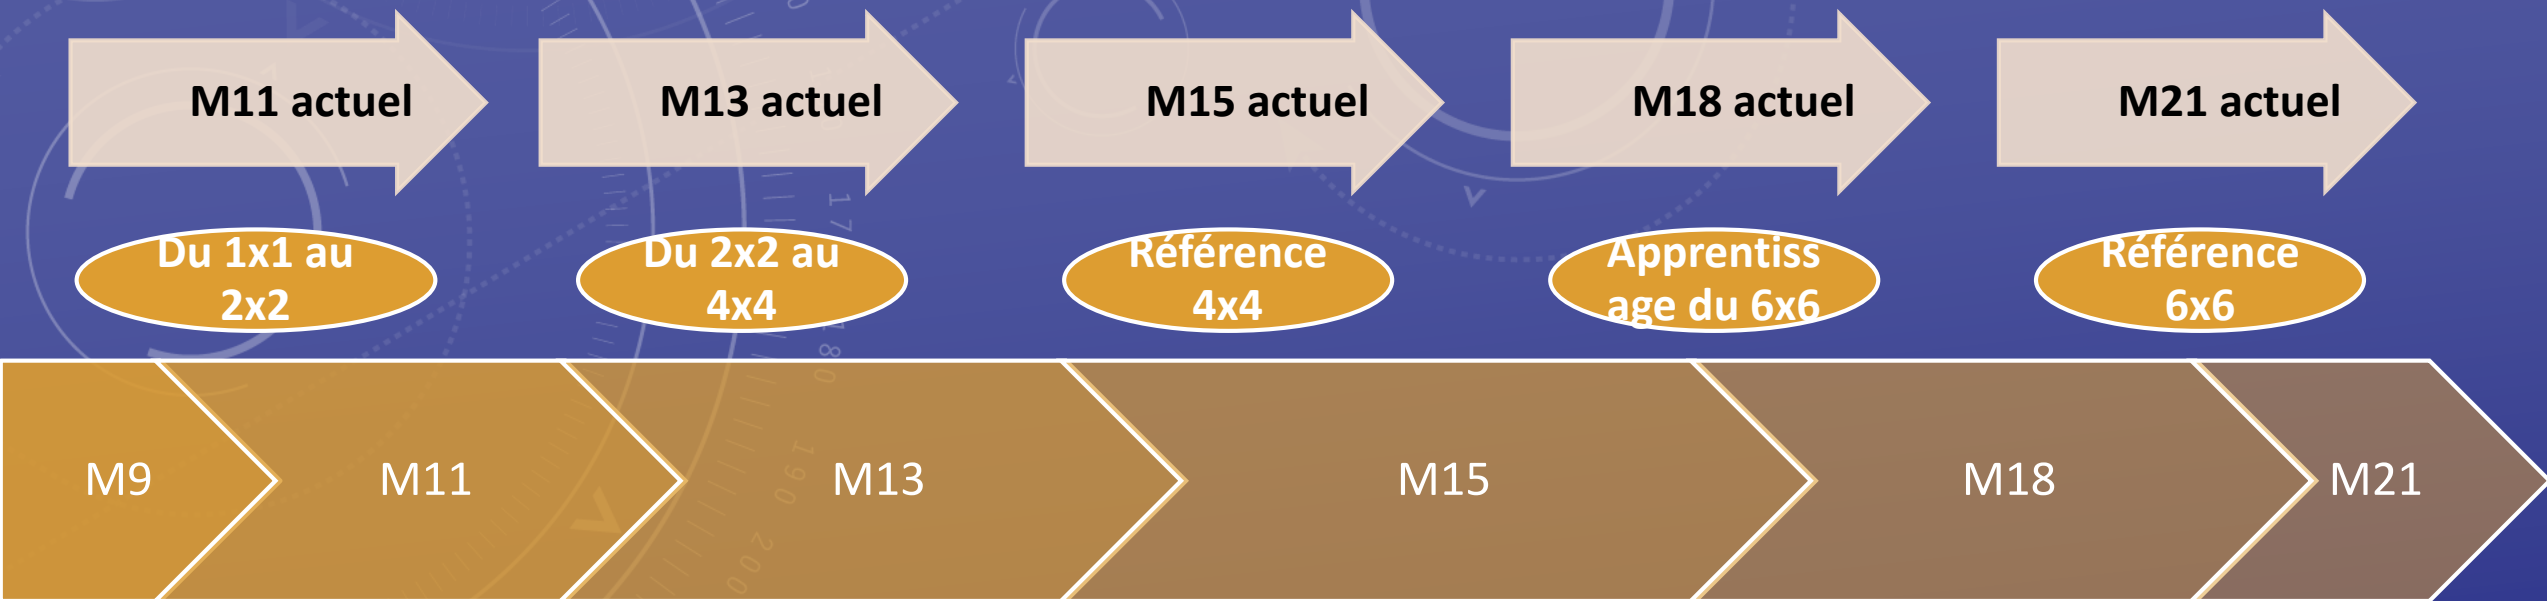 M11 actuel
M13 actuel
M15 actuel
M18 actuel
M21 actuel
Du 1x1 au
2x2
Du 2x2 au
4x4
Référence
4x4
Apprentiss
age du 6x6
Référence
6x6
M9
M11
M13
M15
M18
M21